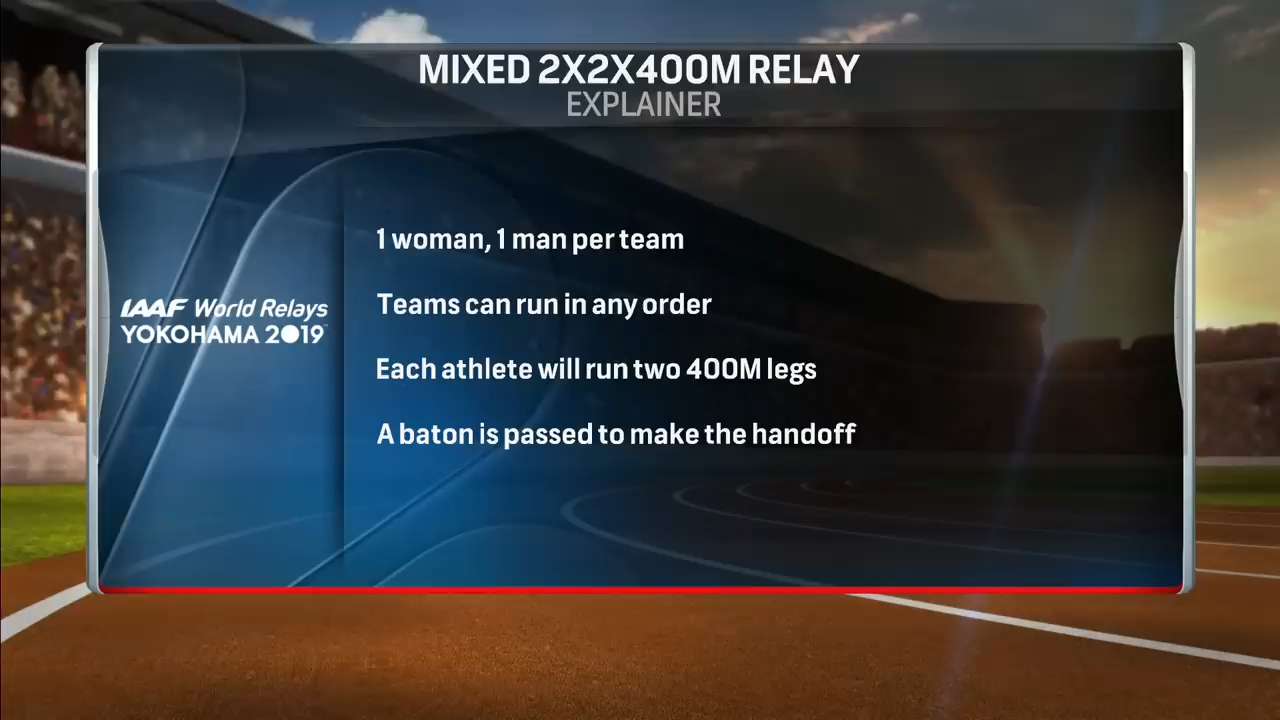 MIXED 2X2X400M RELAY
EXPLAINER
1 woman, 1 man per team
Teams can run in any order
IAAF World Relays
YOKOHAMA 2019
Each athlete will run two 400M legs
A baton is passed to make the handoff